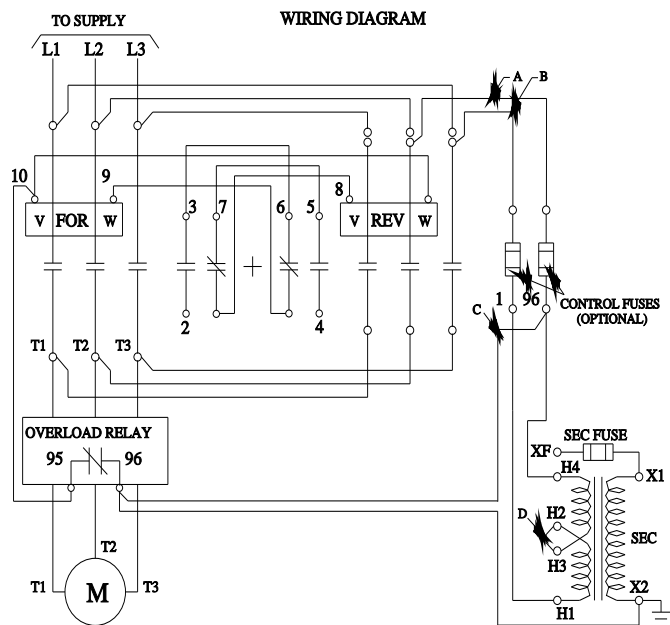 WIRING DIAGRAM
TO SUPPLY
L1 L2 L3
A B
10 9 8
3 7 6 5
V FOR W
V REV W
2 4
1 96
C
CONTROL FUSES
(OPTIONAL)
T1 T2 T3
OVERLOAD RELAY
95 96
SEC FUSE
XF
H4 X1
D H2
SEC
H3
T2
T1 M T3
X2
H1